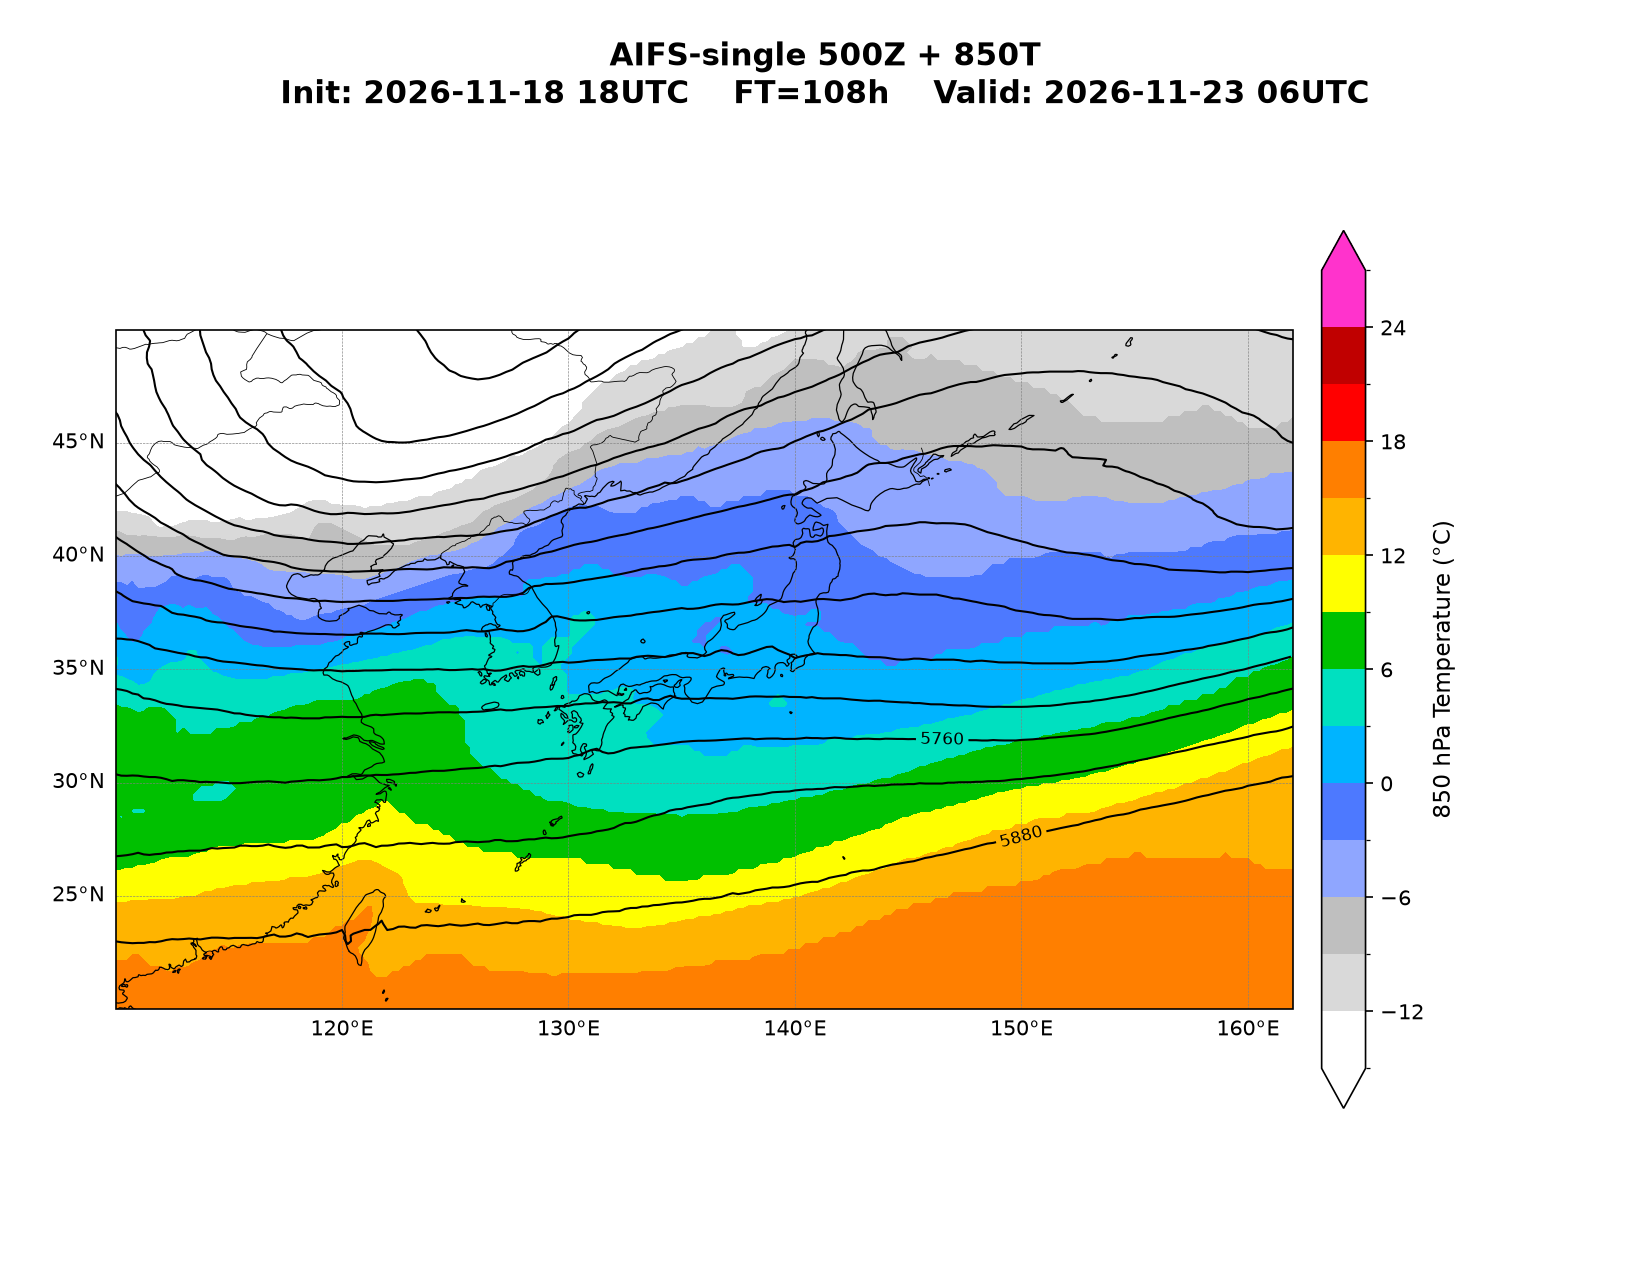 AIFS-single 500Z + 850T
Init: 2026-11-18 18UTC    FT=108h    Valid: 2026-11-23 06UTC
24
18
12
6
0
−6
−12
850 hPa Temperature (°C)
45°N
40°N
35°N
30°N
25°N
5760
5880
120°E
130°E
140°E
150°E
160°E